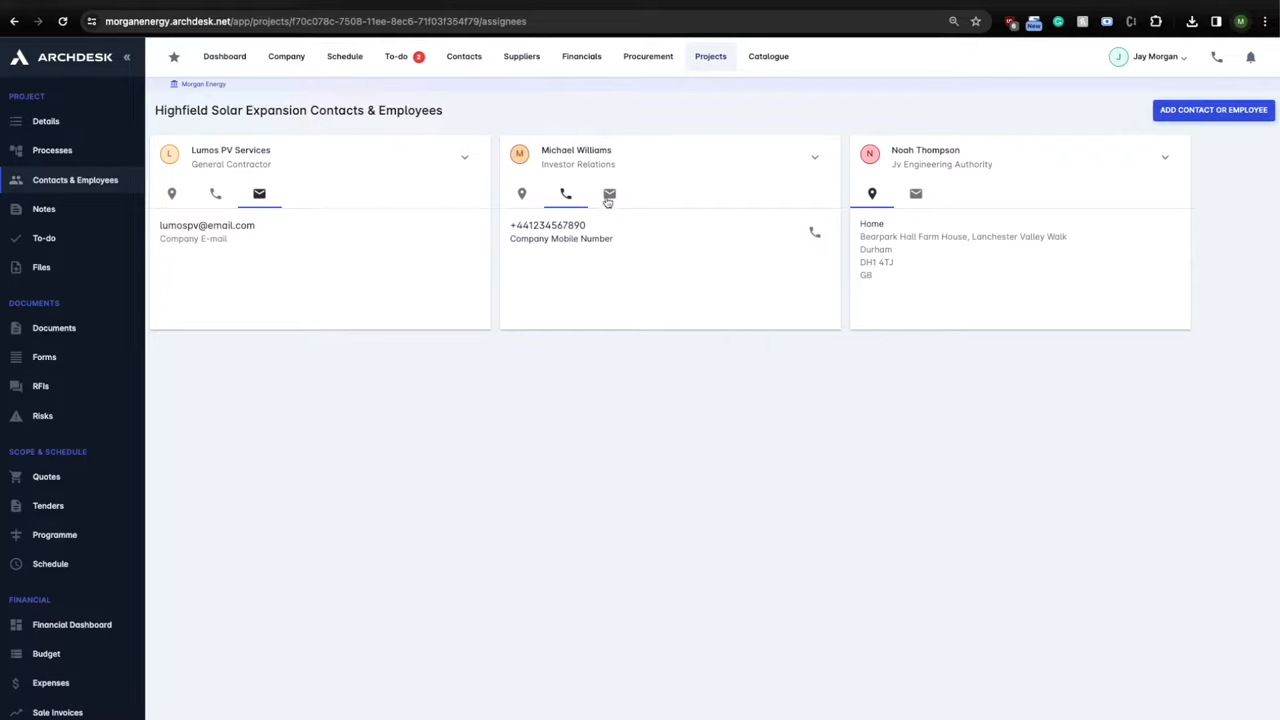 morganenergy.archdesk.net/app/projects/f70c078c-7508-11ee-8ec6-71f03f354f79/assignees
New
M
ARCHDESK
Dashboard
Company
Schedule
To-do 2
Contacts
Suppliers
Financials
Procurement
Projects
Catalogue
J Jay Morgan
Morgan Energy
PROJECT
Details
Processes
Contacts & Employees
Notes
To-do
Files
DOCUMENTS
Documents
Forms
RFIs
Risks
SCOPE & SCHEDULE
Quotes
Tenders
Programme
Schedule
FINANCIAL
Financial Dashboard
Budget
Expenses
Sale Invoices
Highfield Solar Expansion Contacts & Employees
ADD CONTACT OR EMPLOYEE
L Lumos PV Services
General Contractor
lumospv@email.com
Company E-mail
M Michael Williams
Investor Relations
+441234567890
Company Mobile Number
N Noah Thompson
Jv Engineering Authority
Home
Bearpark Hall Farm House, Lanchester Valley Walk
Durham
DH1 4TJ
GB